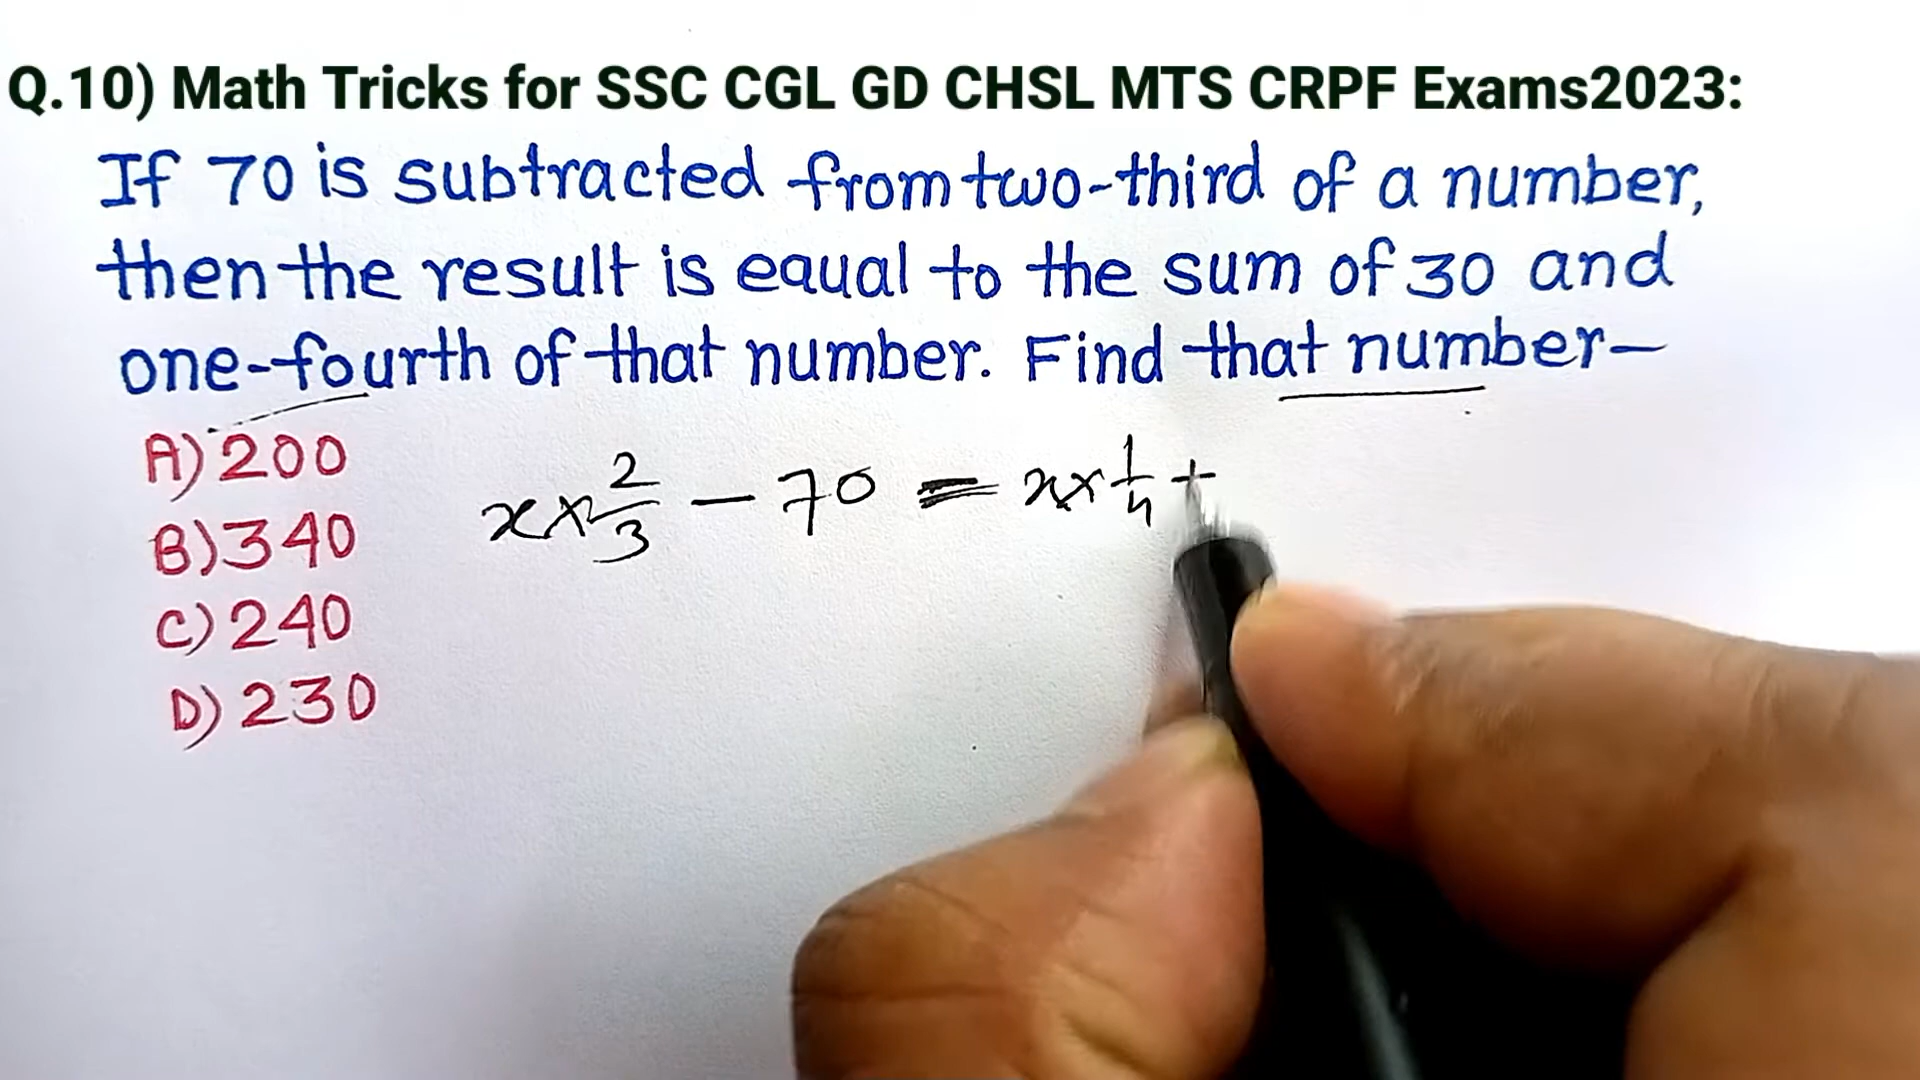 Q.10) Math Tricks for SSC CGL GD CHSL MTS CRPF Exams2023:
If 70 is subtracted from two-third of a number,
then the result is equal to the sum of 30 and
one-fourth of that number. Find that number-
A) 200
B) 340
C) 240
D) 230
x × 2/3 - 70 = x × 1/4 +